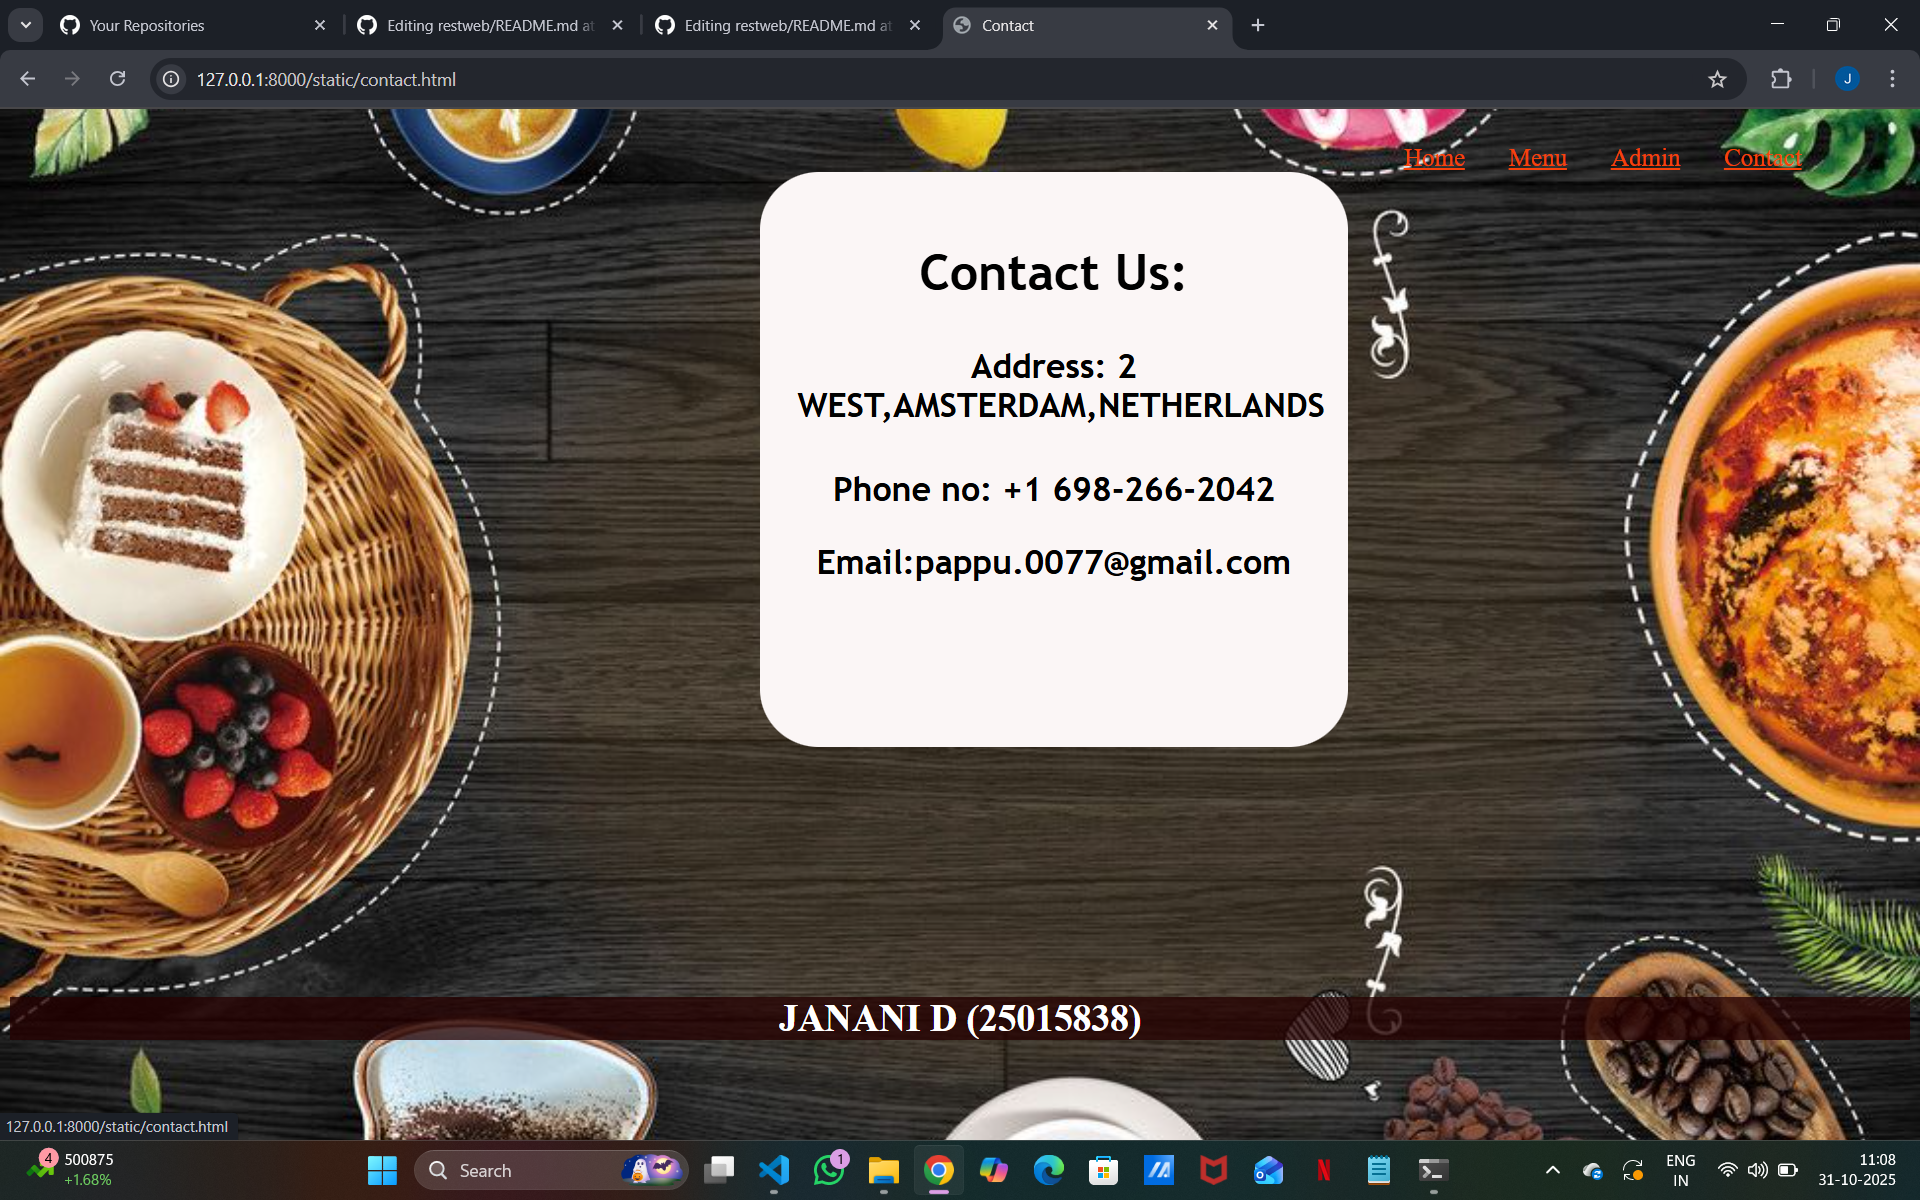 Your Repositories
Editing restweb/README.md at
Editing restweb/README.md at
Contact
127.0.0.1:8000/static/contact.html
J
Home Menu Admin Contact
Contact Us:
Address: 2
WEST,AMSTERDAM,NETHERLANDS
Phone no: +1 698-266-2042
Email:pappu.0077@gmail.com
JANANI D (25015838)
127.0.0.1:8000/static/contact.html
4
500875
+1.68%
Search
1
N
ENG
IN
11:08
31-10-2025